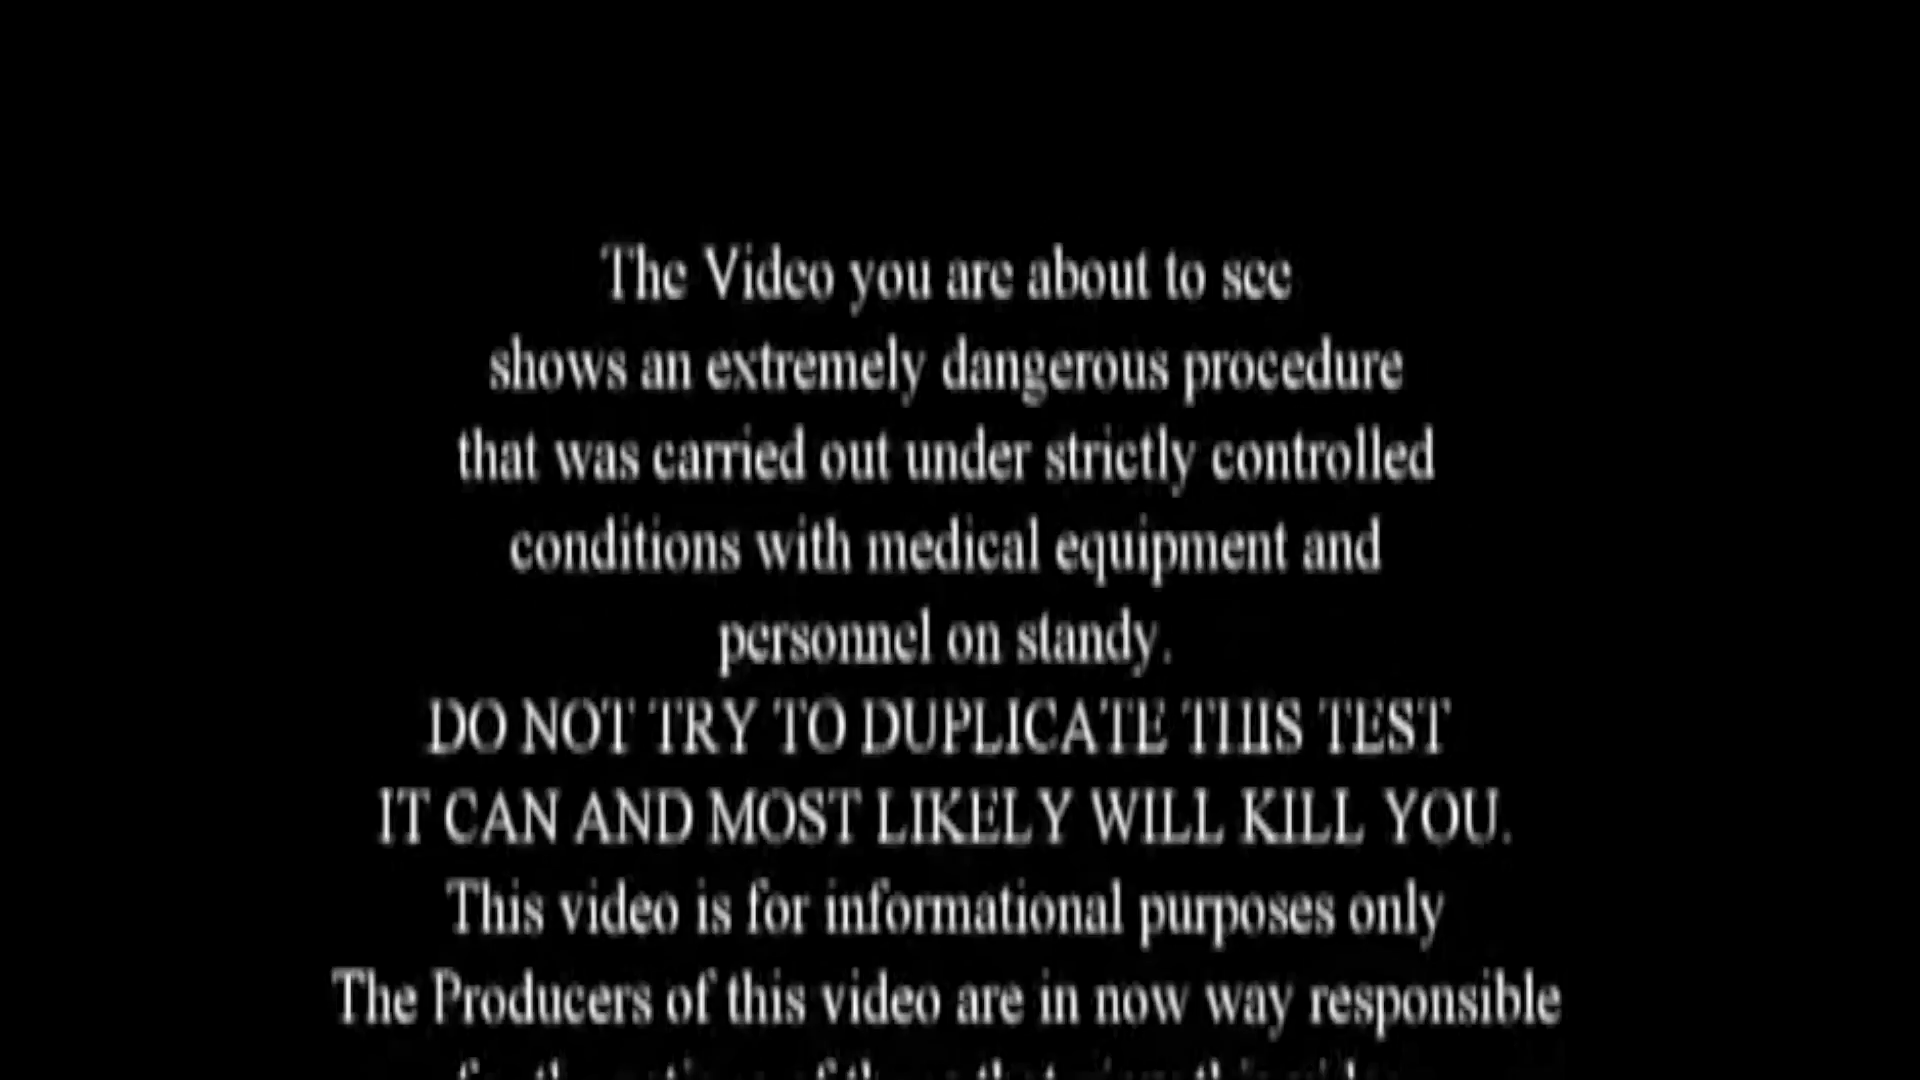 The Video you are about to see
shows an extremely dangerous procedure
that was carried out under strictly controlled
conditions with medical equipment and
personnel on standy.
DO NOT TRY TO DUPLICATE THIS TEST
IT CAN AND MOST LIKELY WILL KILL YOU.
This video is for informational purposes only
The Producers of this video are in now way responsible